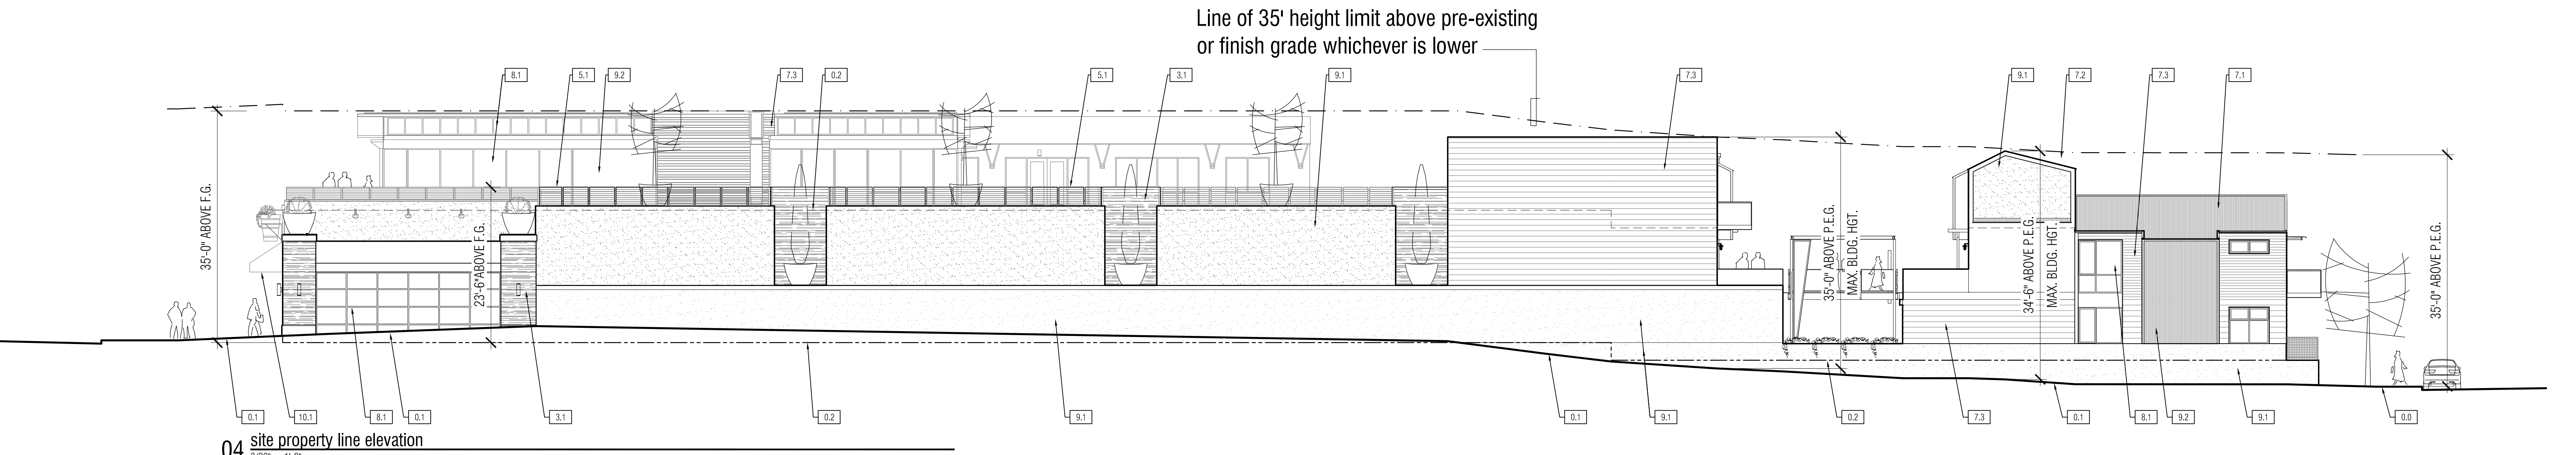 Line of 35' height limit above pre-existing
or finish grade whichever is lower
8.1
5.1
9.2
7.3
0.2
5.1
3.1
9.1
7.3
9.1
7.2
7.3
7.1
35'-0" ABOVE F.G.
23'-6"ABOVE F.G.
35'-0" ABOVE P.E.G.
MAX. BLDG. HGT.
34'-6" ABOVE P.E.G.
MAX. BLDG. HGT.
35'-0" ABOVE P.E.G.
0.1
10.1
8.1
0.1
3.1
0.2
9.1
0.1
9.1
0.2
7.3
0.1
8.1
9.2
9.1
0.0
04 site property line elevation